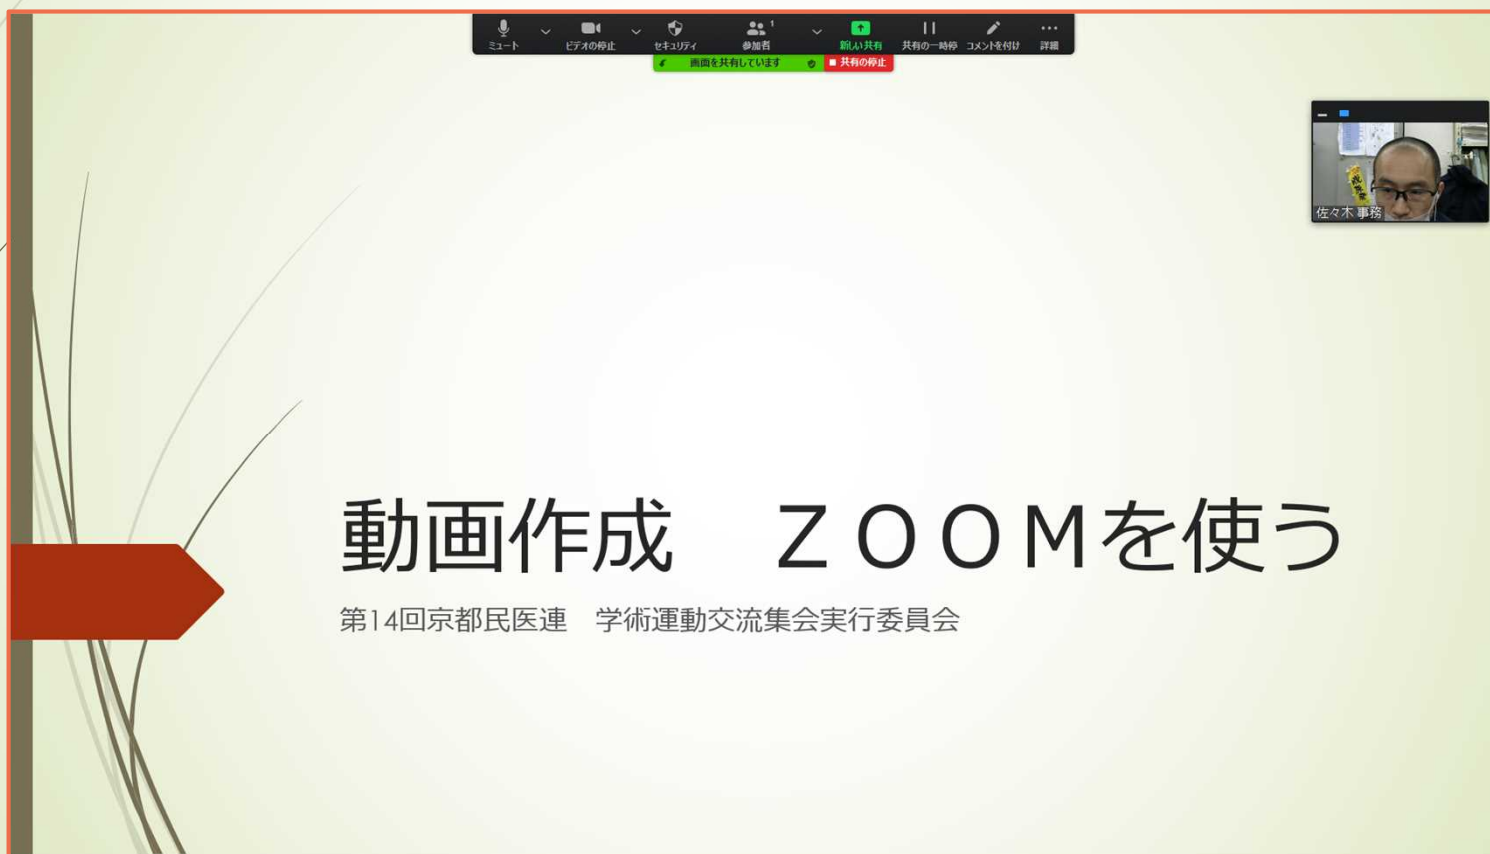 ミュート ビデオの停止 セキュリティ 参加者 1 新しい共有 共有の一時停 コメントを付け 詳細
画面を共有しています 共有の停止
佐々木 事務
動画作成　ＺＯＯＭを使う
第14回京都民医連　学術運動交流集会実行委員会